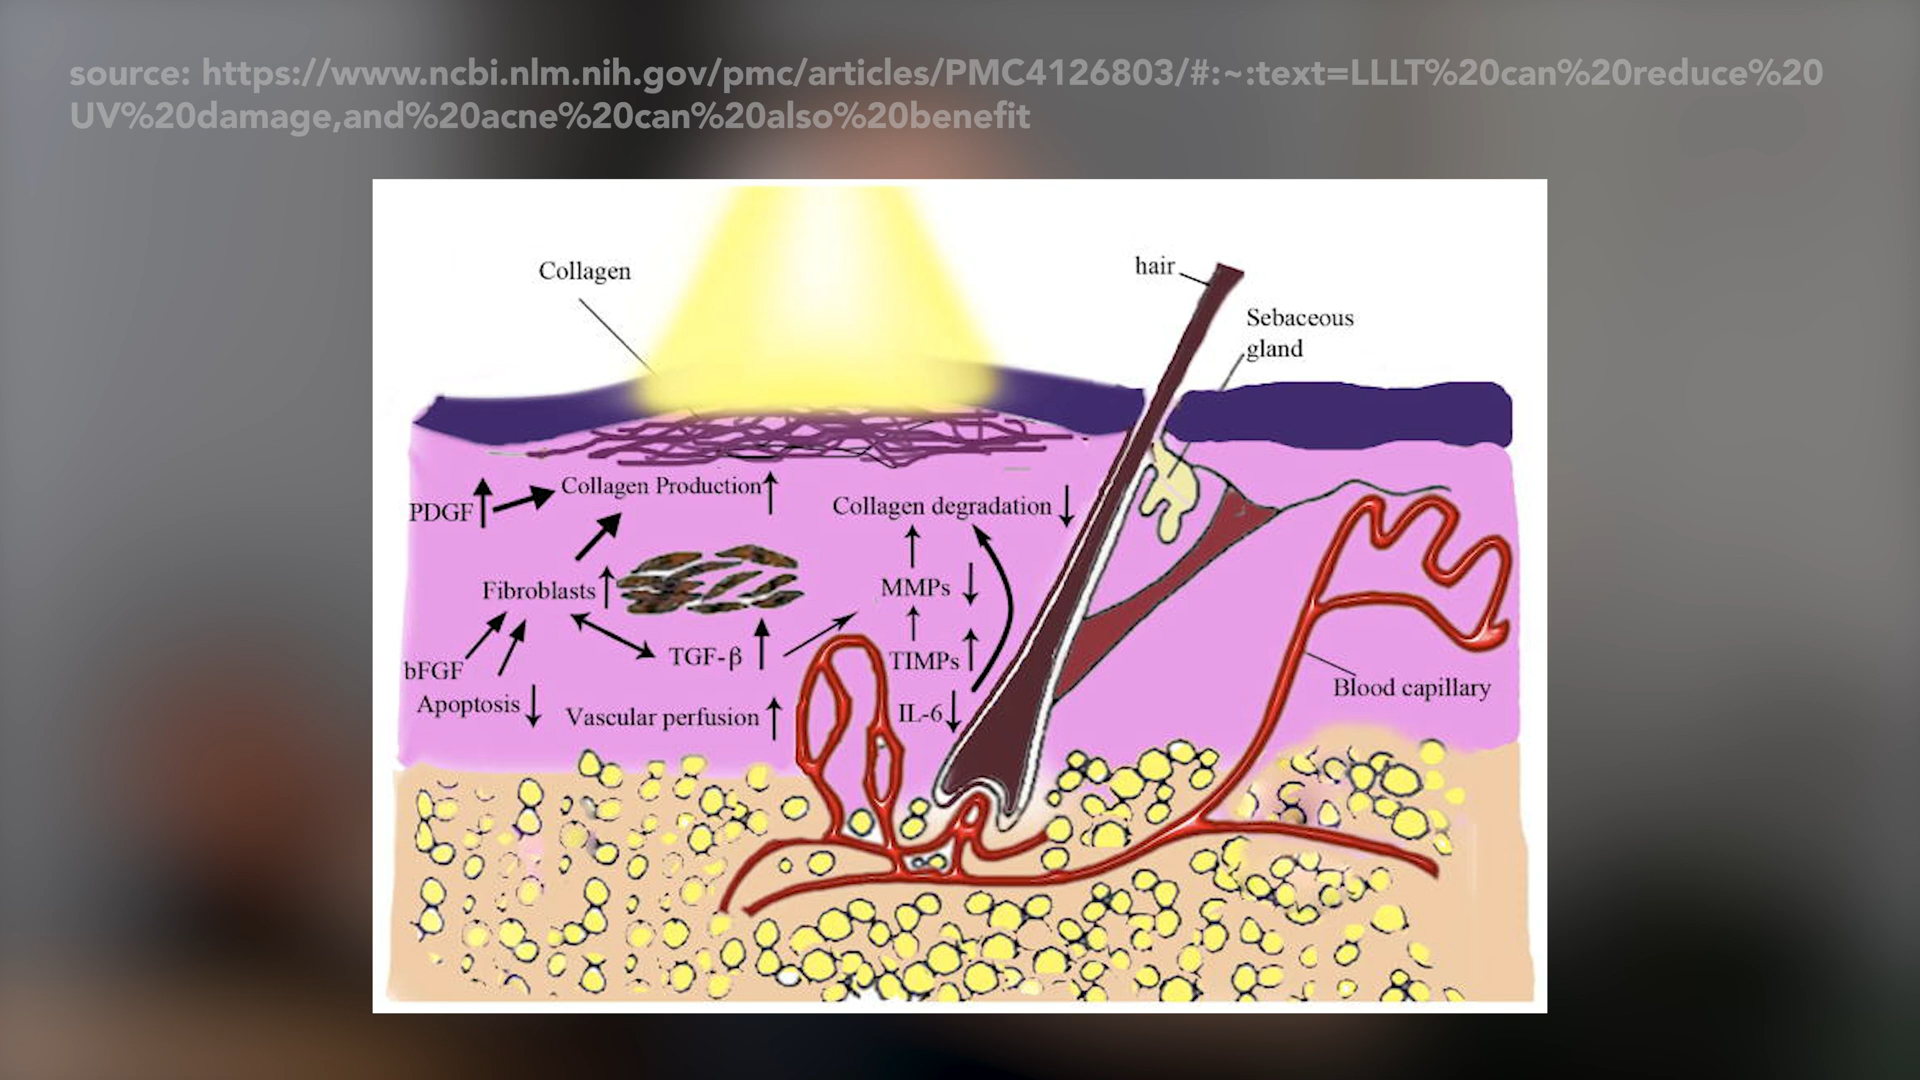 source: https://www.ncbi.nlm.nih.gov/pmc/articles/PMC4126803/#:~:text=LLLT%20can%20reduce%20
UV%20damage,and%20acne%20can%20also%20benefit
Collagen
hair
Sebaceous
gland
Collagen Production
PDGF
Collagen degradation
Fibroblasts
MMPs
TGF-β
TIMPs
bFGF
Apoptosis
Vascular perfusion
IL-6
Blood capillary